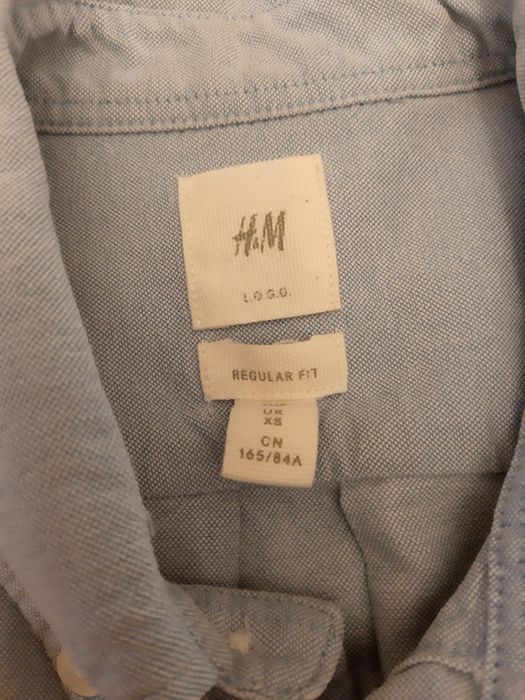 H&M
L.O.G.G.
REGULAR FIT
UK
XS
CN
165/84A